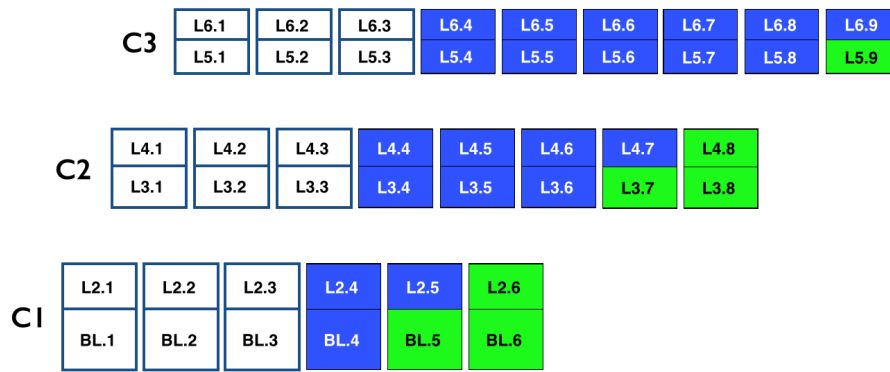 L6.1 L6.2 L6.3 L6.4 L6.5 L6.6 L6.7 L6.8 L6.9
C3
L5.1 L5.2 L5.3 L5.4 L5.5 L5.6 L5.7 L5.8 L5.9
L4.1 L4.2 L4.3 L4.4 L4.5 L4.6 L4.7 L4.8
C2
L3.1 L3.2 L3.3 L3.4 L3.5 L3.6 L3.7 L3.8
L2.1 L2.2 L2.3 L2.4 L2.5 L2.6
C1
BL.1 BL.2 BL.3 BL.4 BL.5 BL.6